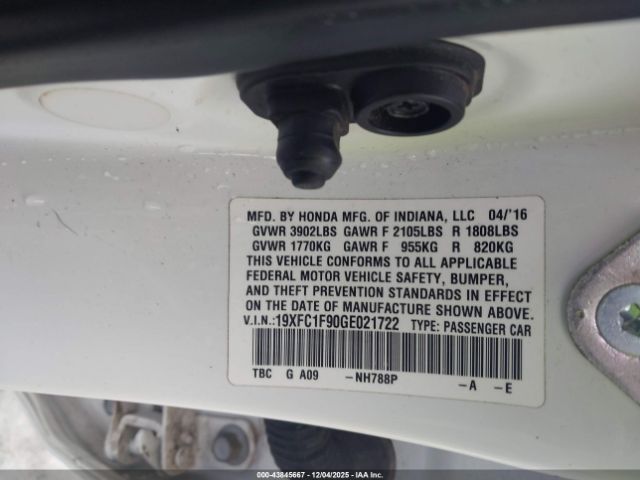 MFD. BY HONDA MFG. OF INDIANA, LLC 04/'16
GVWR 3902LBS GAWR F 2105LBS R 1808LBS
GVWR 1770KG GAWR F 955KG R 820KG
THIS VEHICLE CONFORMS TO ALL APPLICABLE
FEDERAL MOTOR VEHICLE SAFETY, BUMPER,
AND THEFT PREVENTION STANDARDS IN EFFECT
ON THE DATE OF MANUFACTURE SHOWN ABOVE.
V.I.N.:19XFC1F90GE021722 TYPE: PASSENGER CAR
TBC G A09 -NH788P -A -E
00-43845667 - 12/04/2025 - IAA Inc.